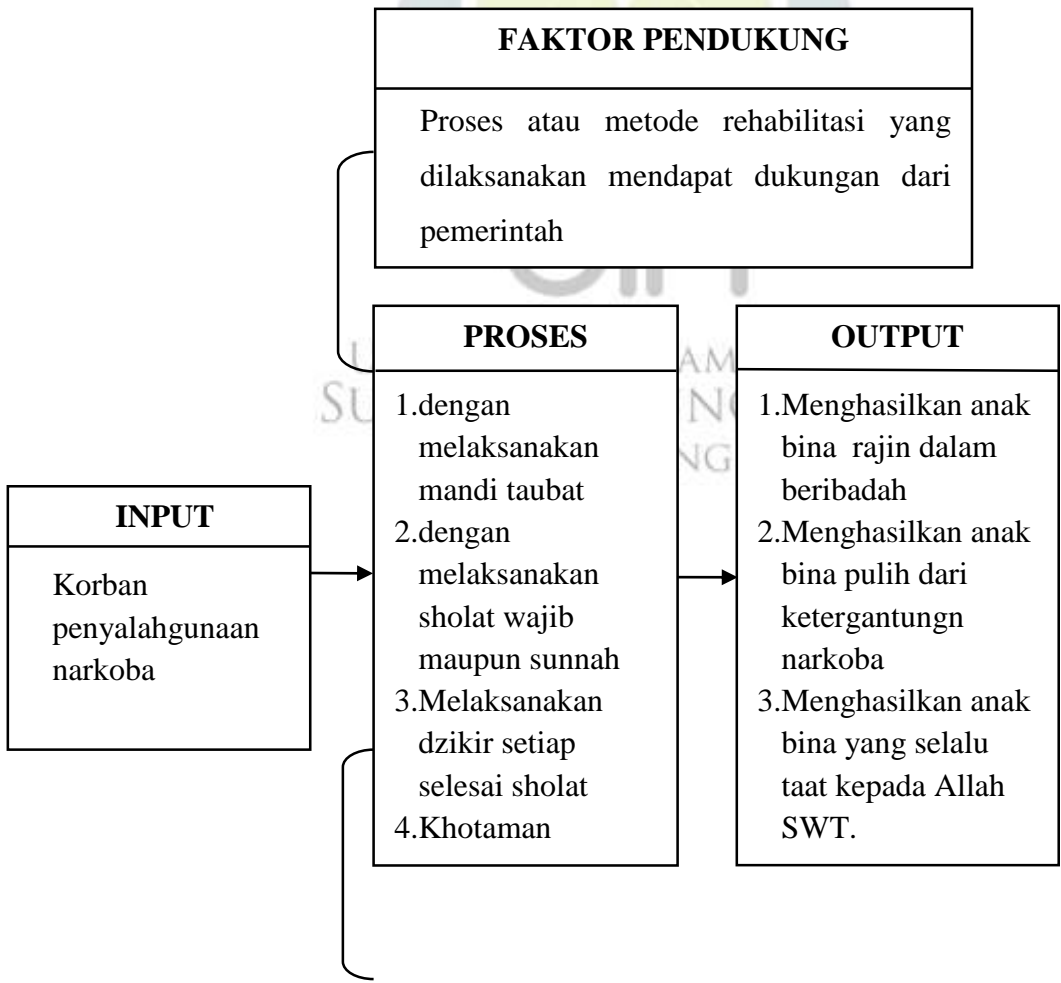 FAKTOR PENDUKUNG
Proses atau metode rehabilitasi yang
dilaksanakan mendapat dukungan dari
pemerintah
INPUT
Korban
penyalahgunaan
narkoba
PROSES
1.dengan
melaksanakan
mandi taubat
2.dengan
melaksanakan
sholat wajib
maupun sunnah
3.Melaksanakan
dzikir setiap
selesai sholat
4.Khotaman
OUTPUT
1.Menghasilkan anak
bina rajin dalam
beribadah
2.Menghasilkan anak
bina pulih dari
ketergantungn
narkoba
3.Menghasilkan anak
bina yang selalu
taat kepada Allah
SWT.